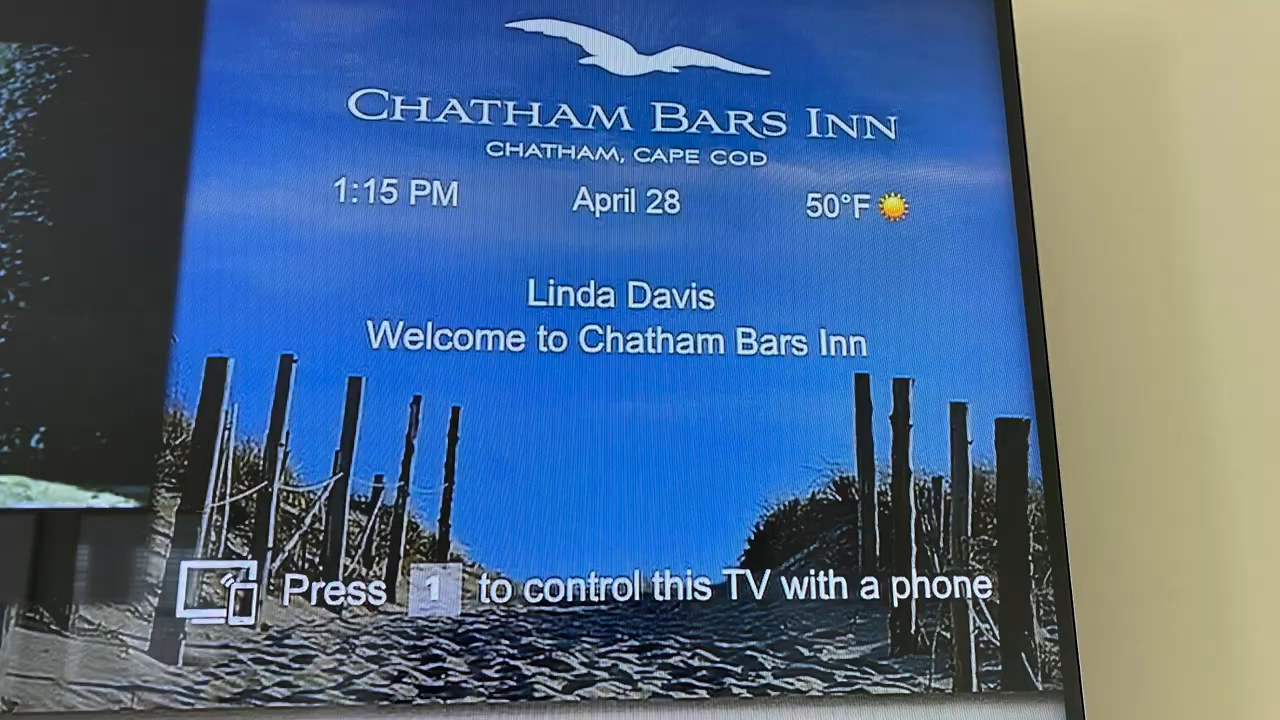 CHATHAM BARS INN
CHATHAM, CAPE COD
1:15 PM April 28 50°F
Linda Davis
Welcome to Chatham Bars Inn
Press 1 to control this TV with a phone